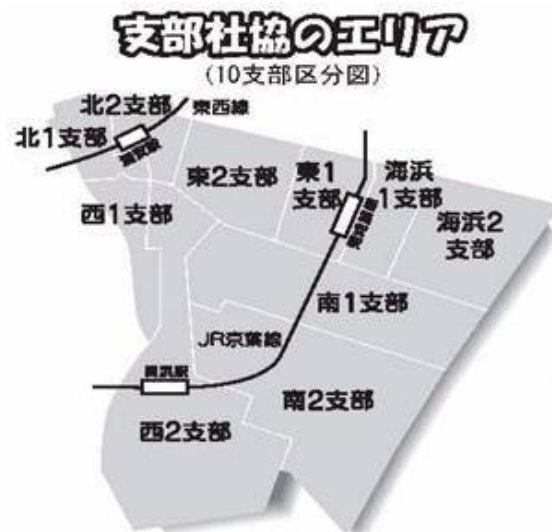 支部社協のエリア
(10支部区分図)
北2支部
東西線
北1支部
東2支部
東1
支部
海浜
1支部
西1支部
海浜2
支部
南1支部
JR京葉線
南2支部
西2支部